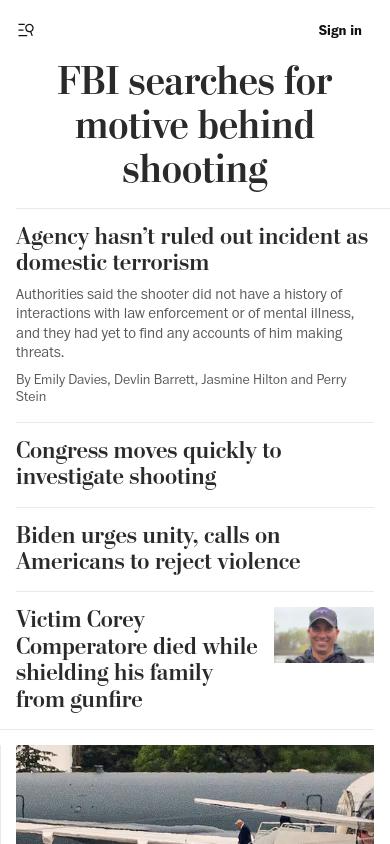 Sign in
FBI searches for
motive behind
shooting
Agency hasn’t ruled out incident as
domestic terrorism
Authorities said the shooter did not have a history of
interactions with law enforcement or of mental illness,
and they had yet to find any accounts of him making
threats.
By Emily Davies, Devlin Barrett, Jasmine Hilton and Perry
Stein
Congress moves quickly to
investigate shooting
Biden urges unity, calls on
Americans to reject violence
Victim Corey
Comperatore died while
shielding his family
from gunfire